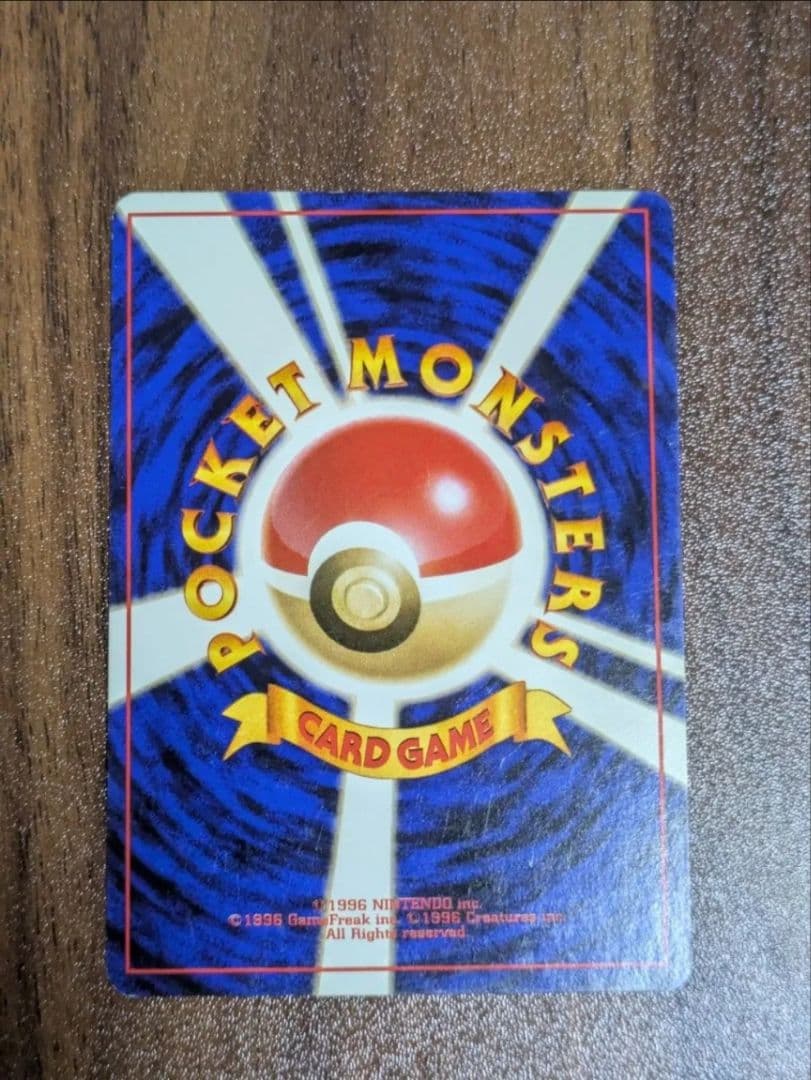 POCKET MONSTERS
CARD GAME
©1996 NINTENDO inc.
©1996 GameFreak inc. ©1996 Creatures inc.
All Rights reserved.